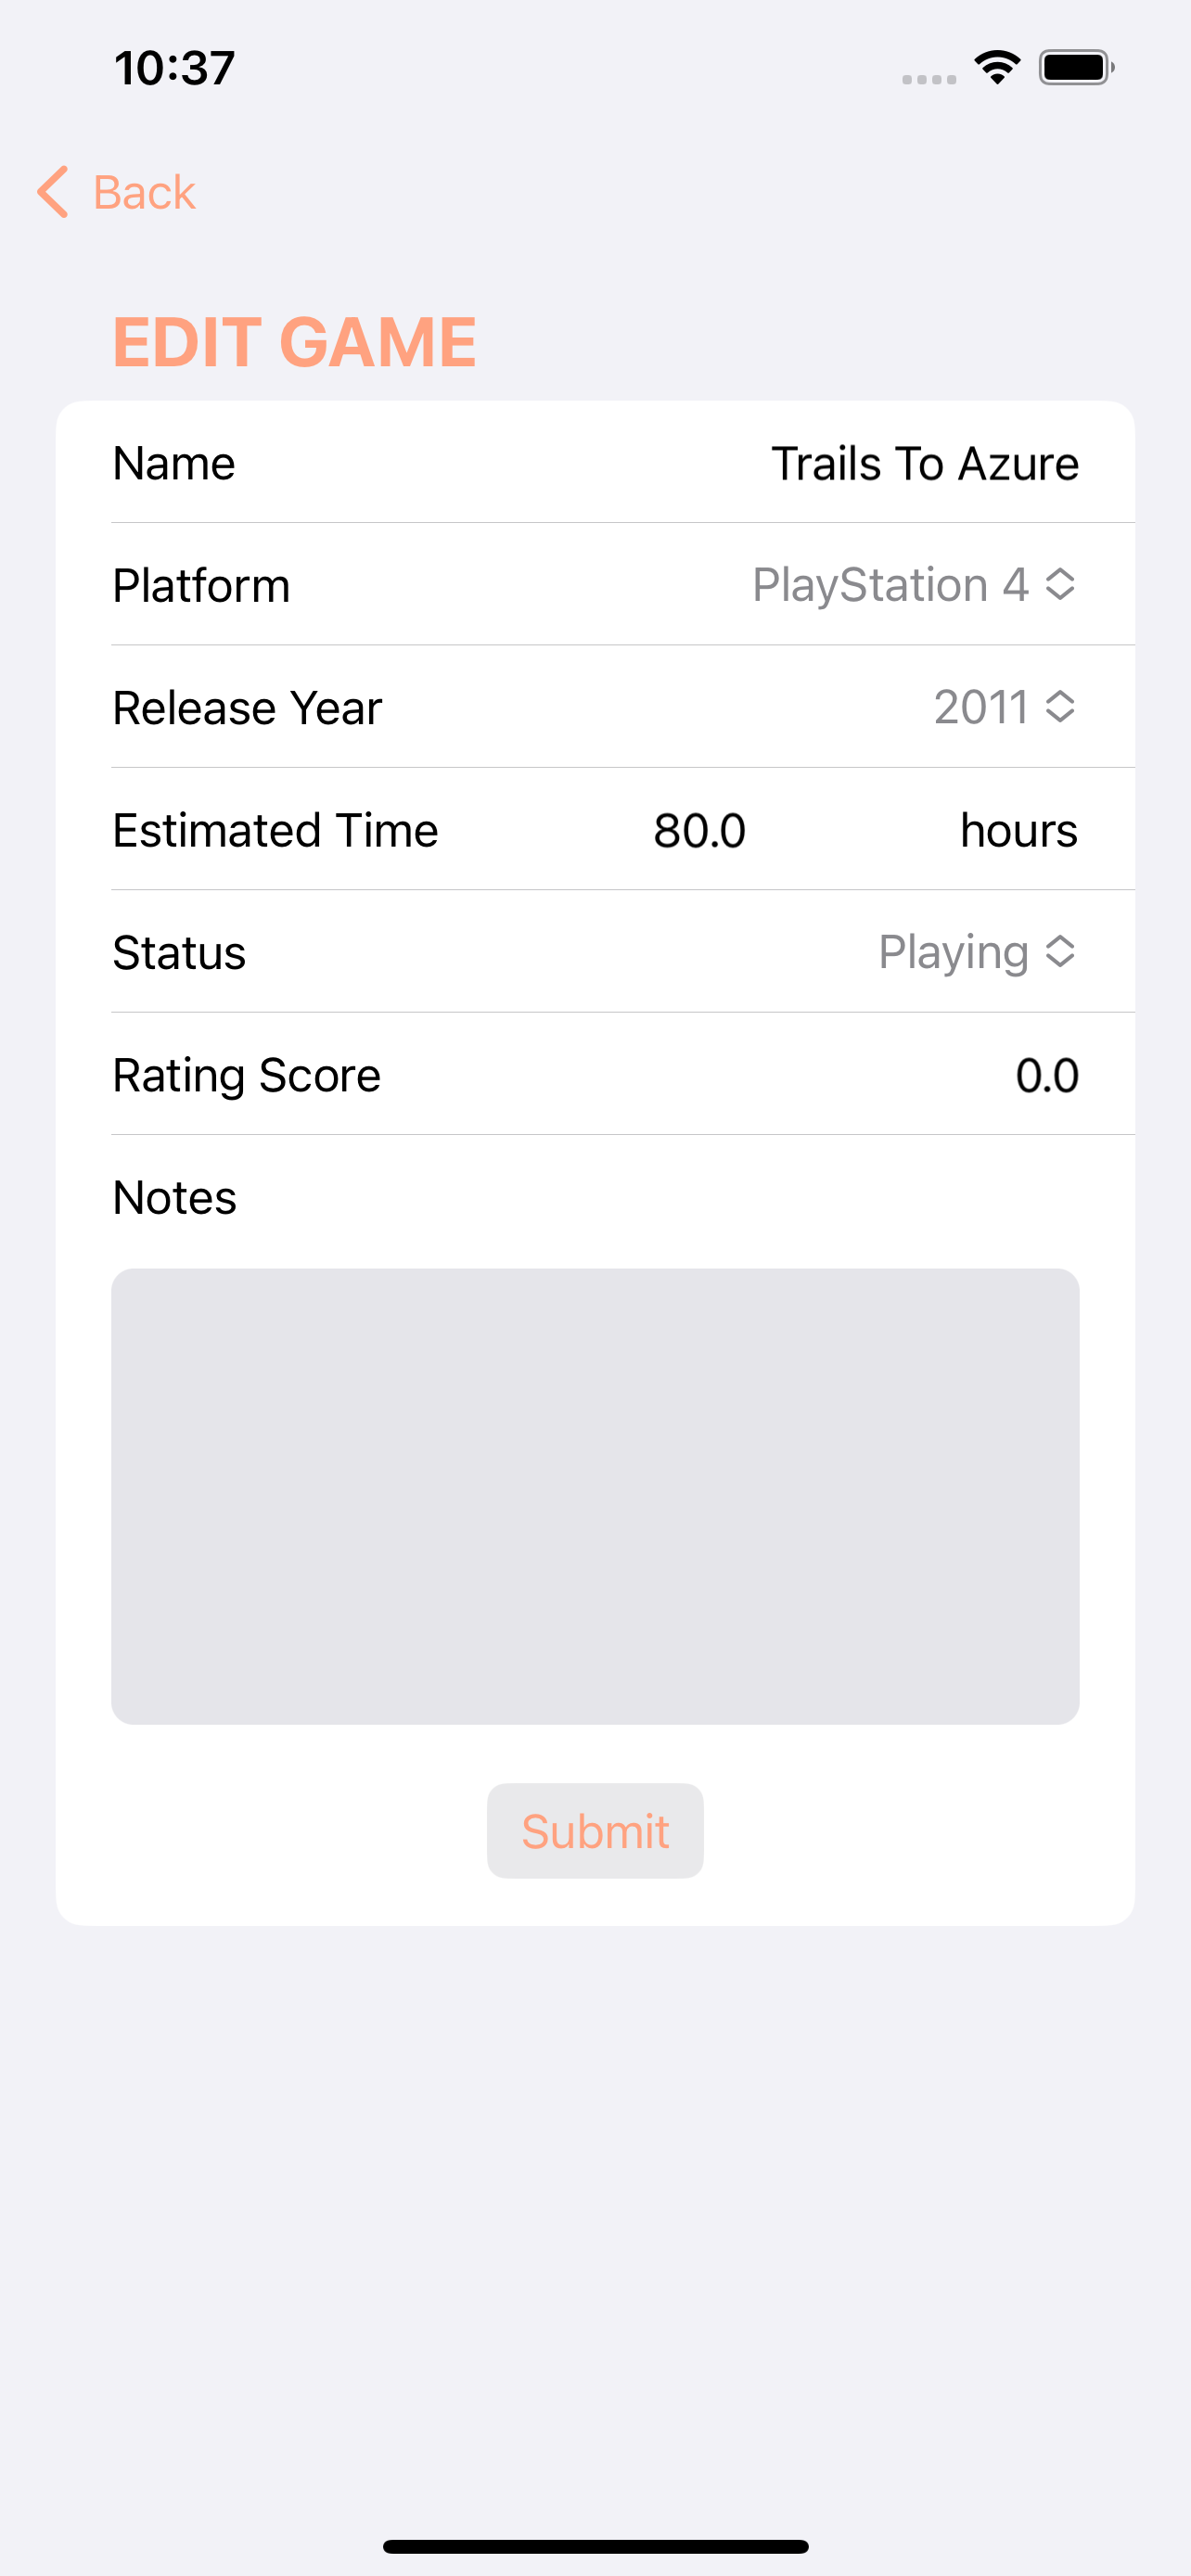 10:37
Back
EDIT GAME
Name Trails To Azure
Platform PlayStation 4
Release Year 2011
Estimated Time 80.0 hours
Status Playing
Rating Score 0.0
Notes
Submit